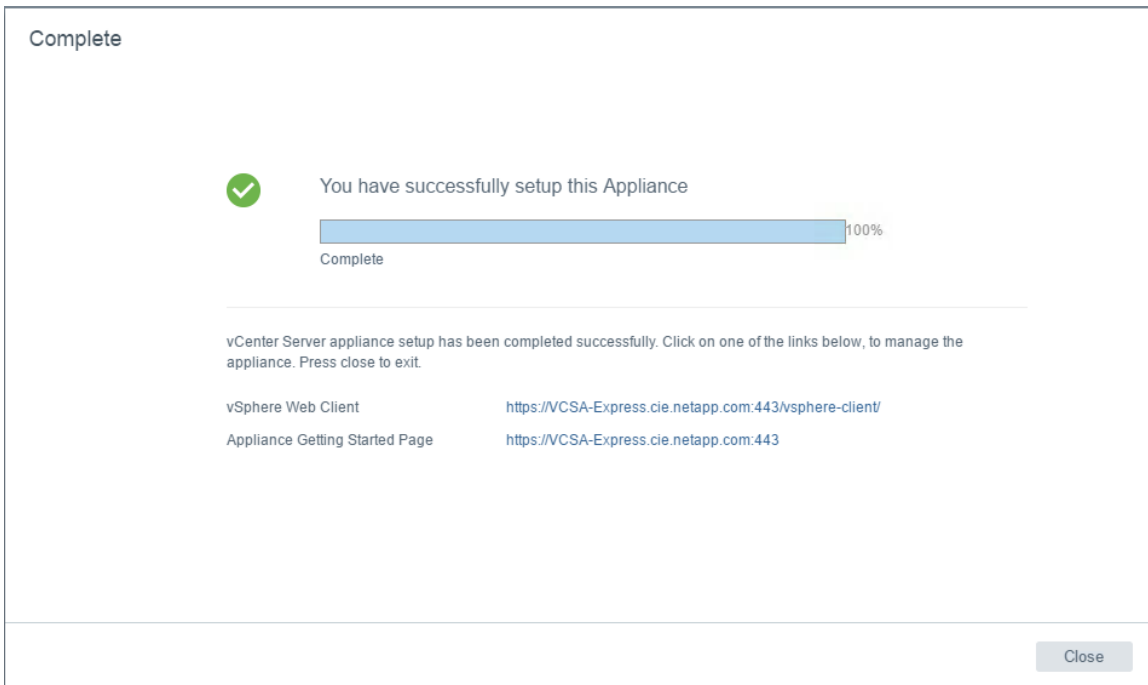 Complete
You have successfully setup this Appliance
100%
Complete
vCenter Server appliance setup has been completed successfully. Click on one of the links below, to manage the
appliance. Press close to exit.
vSphere Web Client https://VCSA-Express.cie.netapp.com:443/vsphere-client/
Appliance Getting Started Page https://VCSA-Express.cie.netapp.com:443
Close